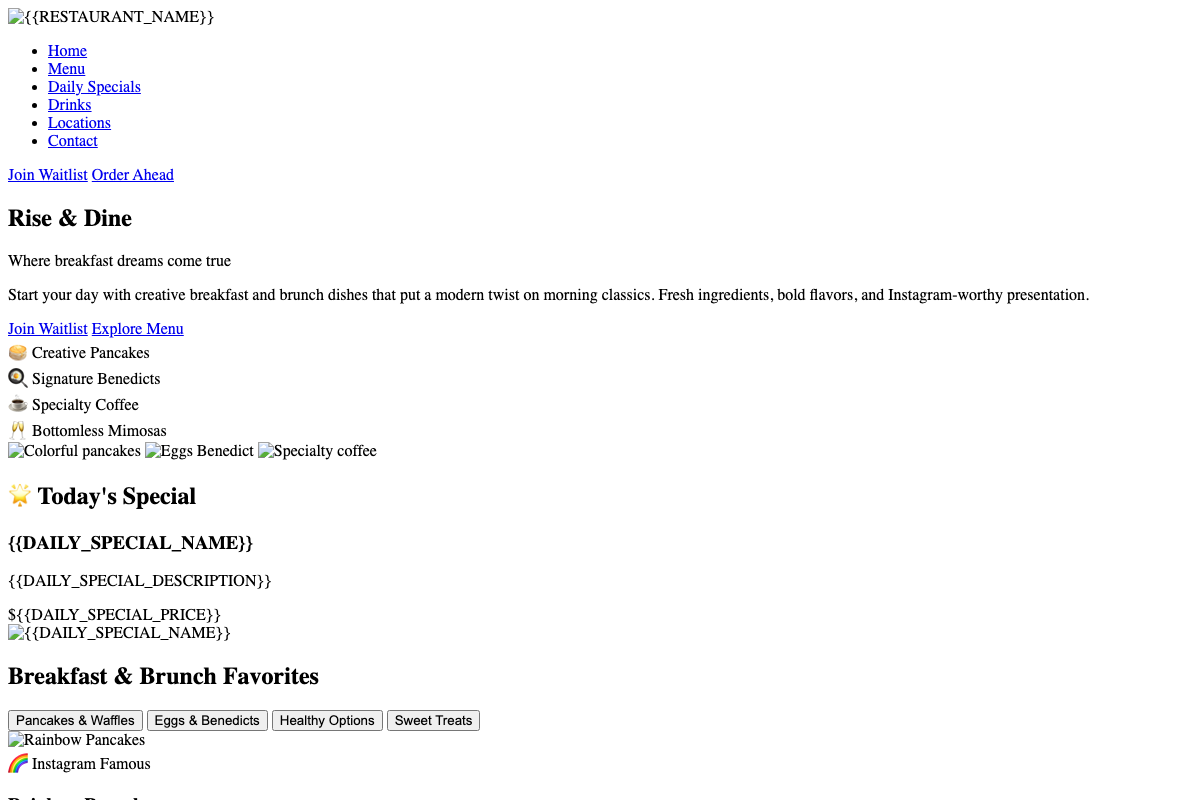 {{RESTAURANT_NAME}}
Home
Menu
Daily Specials
Drinks
Locations
Contact
Join Waitlist Order Ahead
Rise & Dine
Where breakfast dreams come true
Start your day with creative breakfast and brunch dishes that put a modern twist on morning classics. Fresh ingredients, bold flavors, and Instagram-worthy presentation.
Join Waitlist Explore Menu
Creative Pancakes
Signature Benedicts
Specialty Coffee
Bottomless Mimosas
Colorful pancakes Eggs Benedict Specialty coffee
Today's Special
{{DAILY_SPECIAL_NAME}}
{{DAILY_SPECIAL_DESCRIPTION}}
${{DAILY_SPECIAL_PRICE}}
{{DAILY_SPECIAL_NAME}}
Breakfast & Brunch Favorites
Pancakes & Waffles Eggs & Benedicts Healthy Options Sweet Treats
Rainbow Pancakes
Instagram Famous